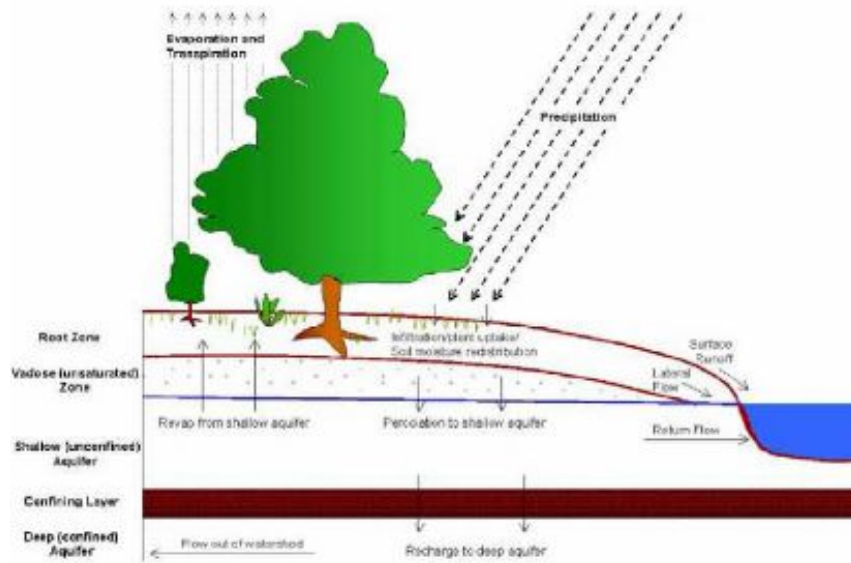 Evaporation and
Transpiration
Precipitation
Root Zone
Infiltration/plant uptake/
Soil moisture redistribution
Surface
Runoff
Lateral
Flow
Vadose (unsaturated)
Zone
Revap from shallow aquifer
Percolation to shallow aquifer
Return Flow
Shallow (unconfined)
Aquifer
Confining Layer
Deep (confined)
Aquifer
Flow out of watershed
Recharge to deep aquifer